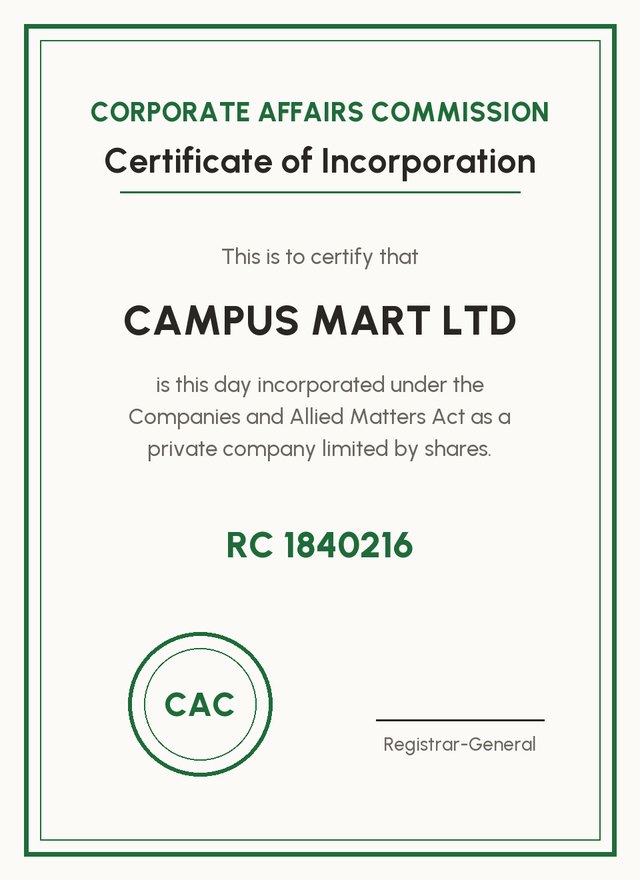 CORPORATE AFFAIRS COMMISSION
Certificate of Incorporation
This is to certify that
CAMPUS MART LTD
is this day incorporated under the
Companies and Allied Matters Act as a
private company limited by shares.
RC 1840216
CAC
Registrar-General